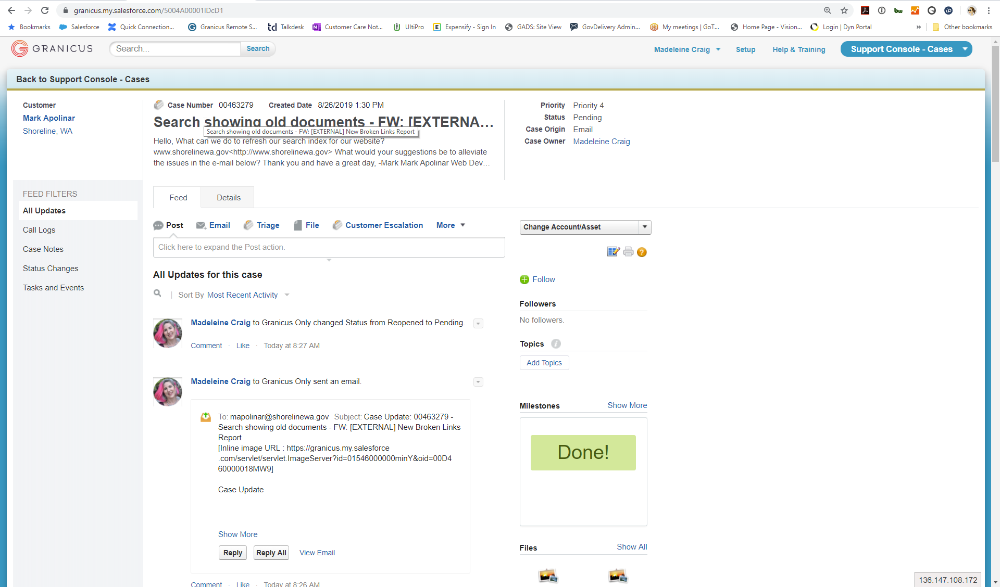 granicus.my.salesforce.com/5004A00001IDcD1
Bookmarks Salesforce Quick Connection... Granicus Remote S... td Talkdesk N Customer Care Not... UltiPro E Expensify - Sign In GADS: Site View GovDelivery Admin... My meetings | GoT... Home Page - Vision... Login | Dyn Portal » Other bookmarks
GRANICUS Search... Search Madeleine Craig Setup Help & Training Support Console - Cases
Back to Support Console - Cases
Customer
Mark Apolinar
Shoreline, WA
Case Number 00463279 Created Date 8/26/2019 1:30 PM
Search showing old documents - FW: [EXTERNA...
Search showing old documents - FW: [EXTERNAL] New Broken Links Report
Hello, What can we do to refresh our search index for our website?
www.shorelinewa.gov<http://www.shorelinewa.gov> What would your suggestions be to alleviate
the issues in the e-mail below? Thank you and have a great day, -Mark Mark Apolinar Web Dev...
Priority Priority 4
Status Pending
Case Origin Email
Case Owner Madeleine Craig
FEED FILTERS
All Updates
Call Logs
Case Notes
Status Changes
Tasks and Events
Feed Details
Post Email Triage File Customer Escalation More
Click here to expand the Post action.
All Updates for this case
| Sort By Most Recent Activity
Madeleine Craig to Granicus Only changed Status from Reopened to Pending.
Comment · Like · Today at 8:27 AM
Madeleine Craig to Granicus Only sent an email.
To: mapolinar@shorelinewa.gov Subject: Case Update: 00463279 -
Search showing old documents - FW: [EXTERNAL] New Broken Links
Report
[Inline image URL : https://granicus.my.salesforce
.com/servlet/servlet.ImageServer?id=01546000000minY&oid=00D4
60000018MW9]
Case Update
Show More
Reply Reply All View Email
Comment · Like · Today at 8:26 AM
Change Account/Asset
Follow
Followers
No followers.
Topics i
Add Topics
Milestones Show More
Done!
Files Show All
136.147.108.172